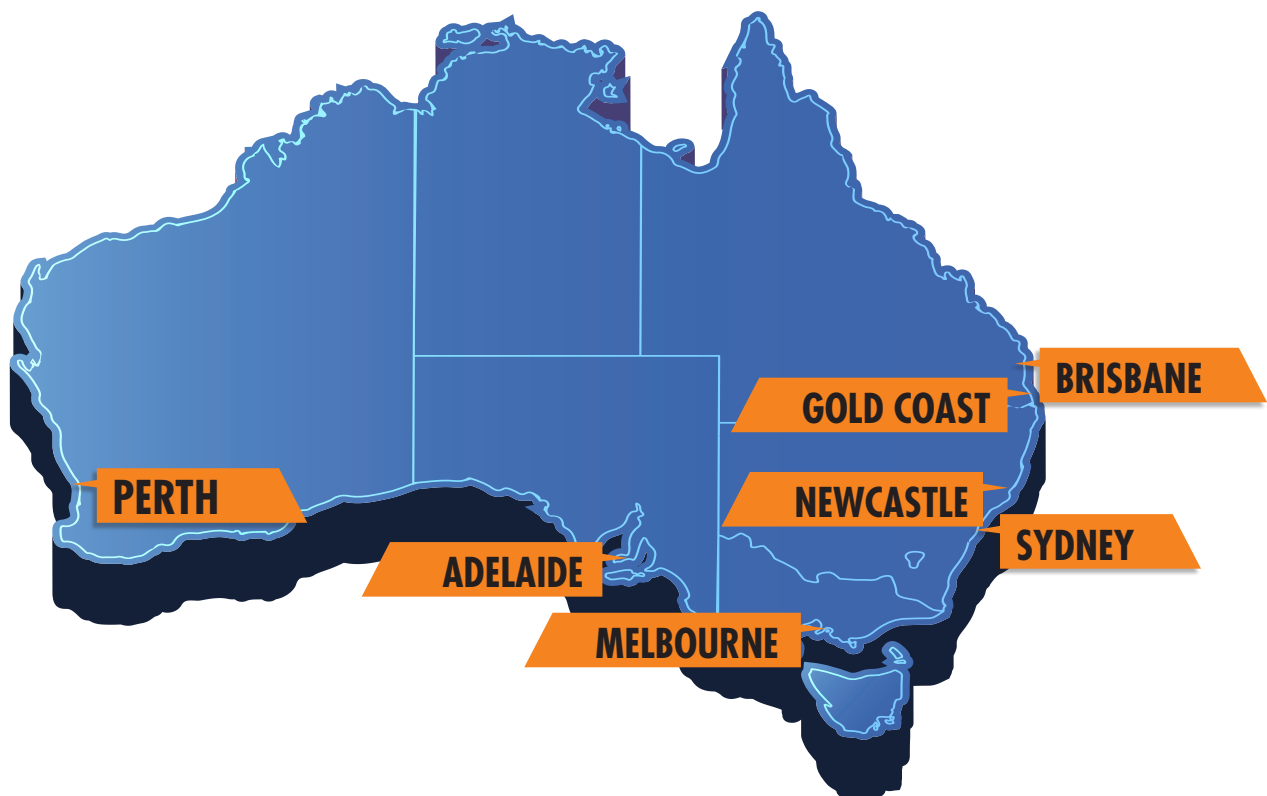 BRISBANE
GOLD COAST
PERTH
NEWCASTLE
SYDNEY
ADELAIDE
MELBOURNE